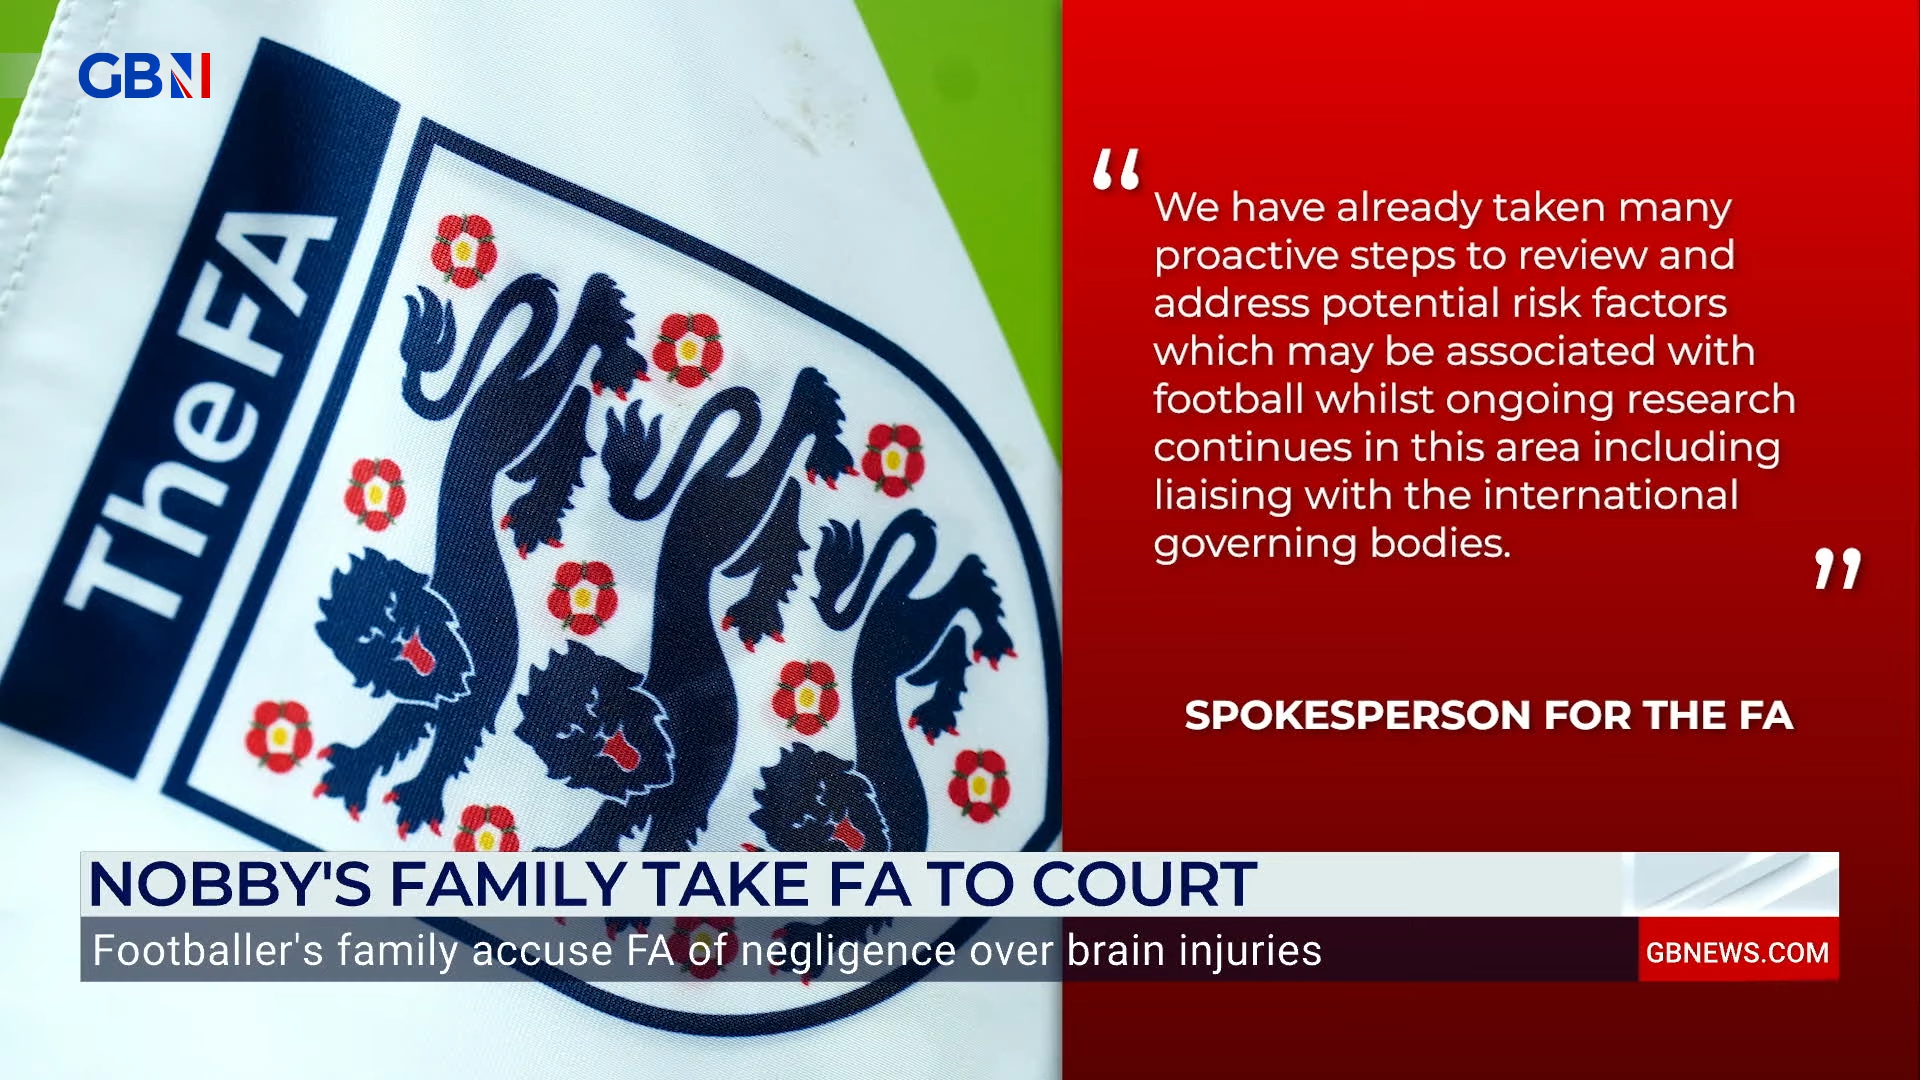 GBN
The FA
“
We have already taken many
proactive steps to review and
address potential risk factors
which may be associated with
football whilst ongoing research
continues in this area including
liaising with the international
governing bodies.
”
SPOKESPERSON FOR THE FA
NOBBY'S FAMILY TAKE FA TO COURT
Footballer's family accuse FA of negligence over brain injuries
GBNEWS.COM